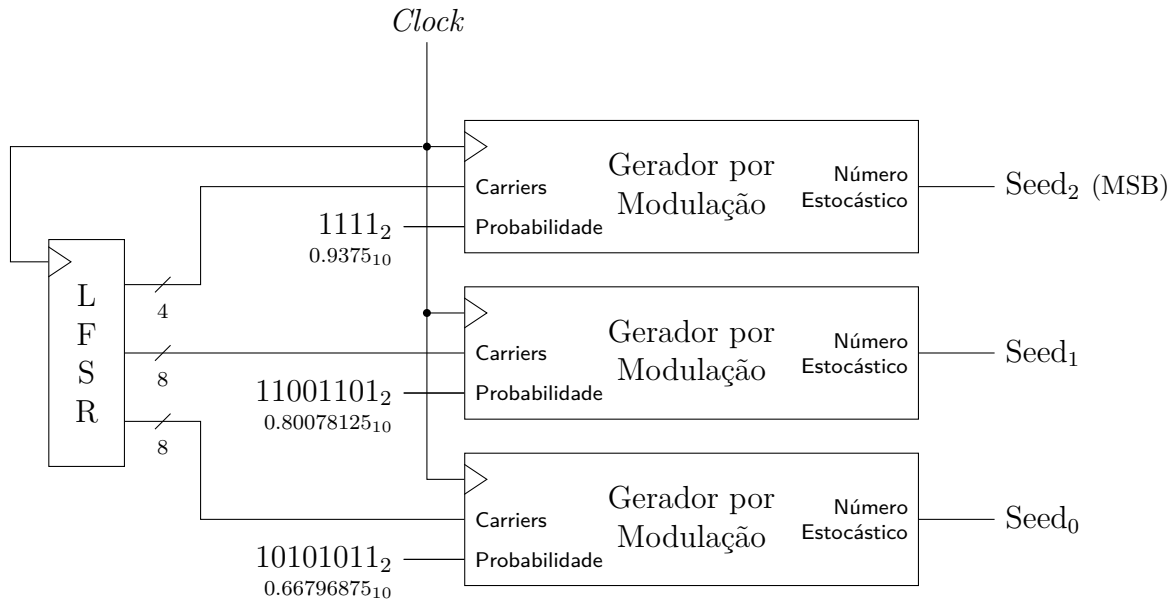 Clock
Gerador por
Modulação
Carriers
Probabilidade
Número
Estocástico
Seed₂ (MSB)
1111₂
0.9375₁₀
L
F
S
R
4
8
8
Gerador por
Modulação
Carriers
Probabilidade
Número
Estocástico
Seed₁
11001101₂
0.80078125₁₀
Gerador por
Modulação
Carriers
Probabilidade
Número
Estocástico
Seed₀
10101011₂
0.66796875₁₀